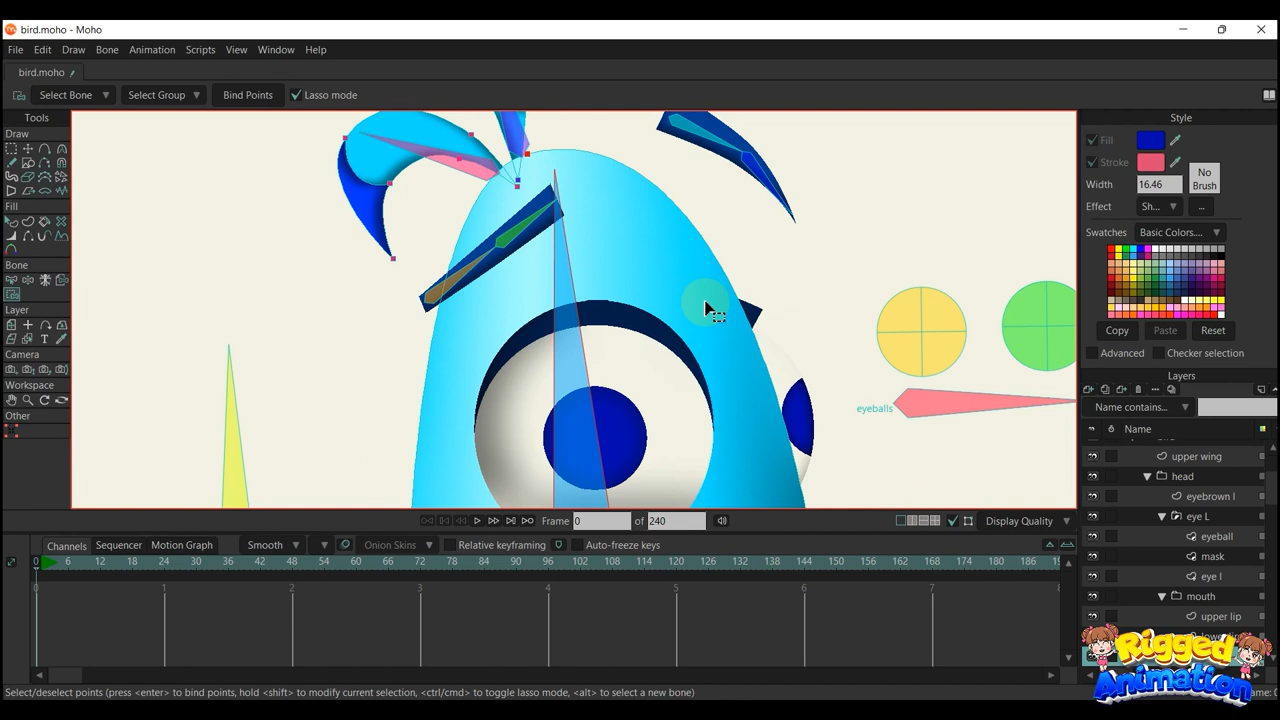 bird.moho - Moho
File Edit Draw Bone Animation Scripts View Window Help
bird.moho
Select Bone Select Group Bind Points Lasso mode
Tools
Draw
Fill
Bone
Layer
Camera
Workspace
Other
eyeballs
Style
Fill
Stroke
No Brush
Width 16.46
Effect Sh... ...
Swatches Basic Colors....
Copy Paste Reset
Advanced Checker selection
Layers
Name contains...
Name
upper wing
head
eyebrown l
eye L
eyeball
mask
eye l
mouth
upper lip
Frame 0 of 240 Display Quality
Channels Sequencer Motion Graph Smooth Onion Skins Relative keyframing Auto-freeze keys
0 6 12 18 24 30 36 42 48 54 60 66 72 78 84 90 96 102 108 114 120 126 132 138 144 150 156 162 168 174 180 186
0 1 2 3 4 5 6 7
Select/deselect points (press <enter> to bind points, hold <shift> to modify current selection, <ctrl/cmd> to toggle lasso mode, <alt> to select a new bone)
Rigged
Animation